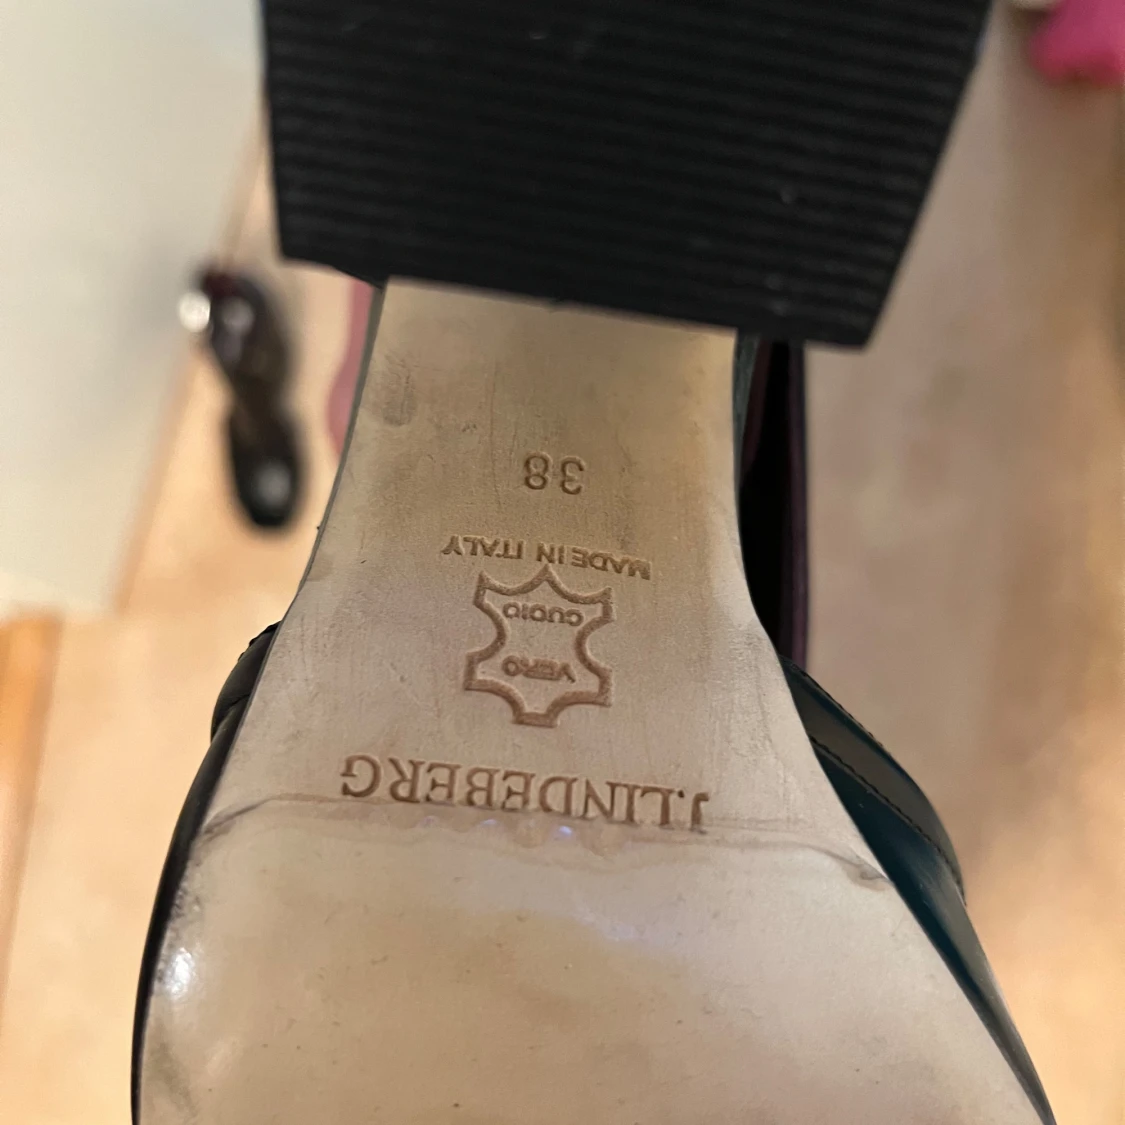 J.LINDEBERG
VERO
CUOIO
MADE IN ITALY
38